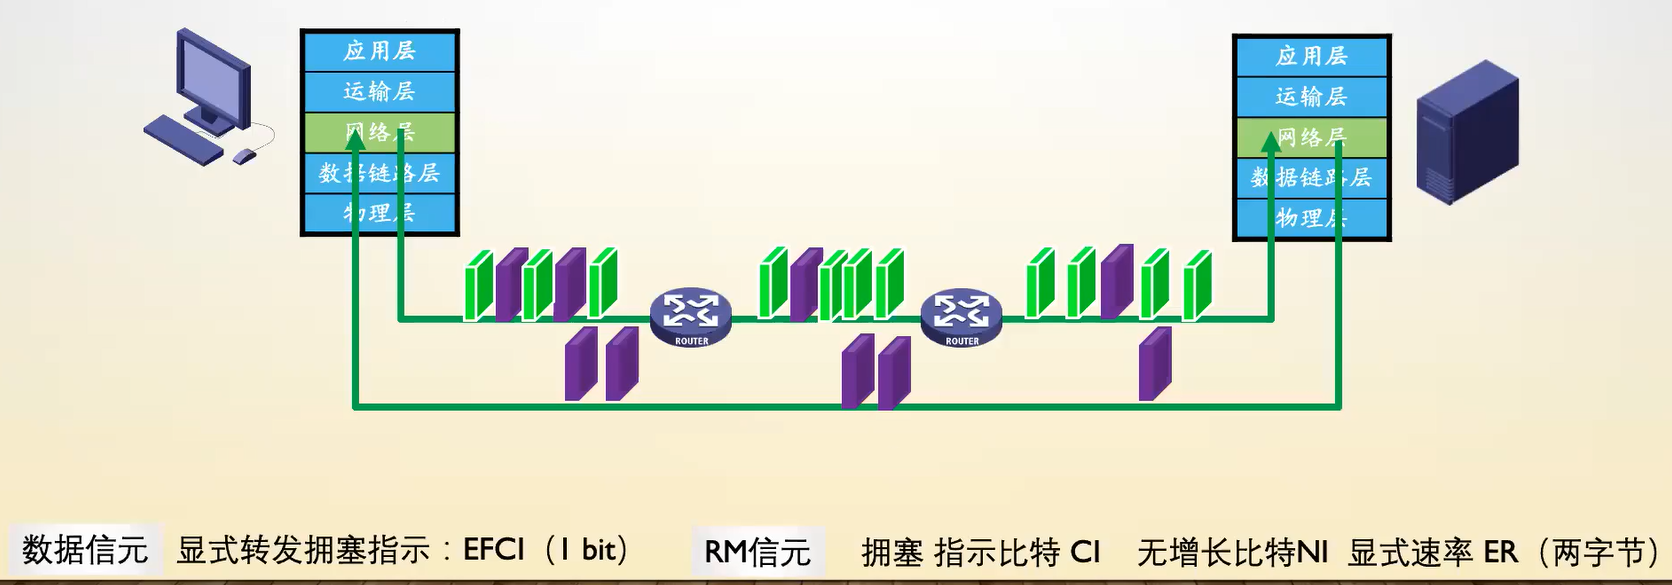 应用层
运输层
网络层
数据链路层
物理层
应用层
运输层
网络层
数据链路层
物理层
ROUTER
ROUTER
数据信元 显式转发拥塞指示：EFCI（1 bit） RM信元 拥塞 指示比特 CI 无增长比特NI 显式速率 ER（两字节）